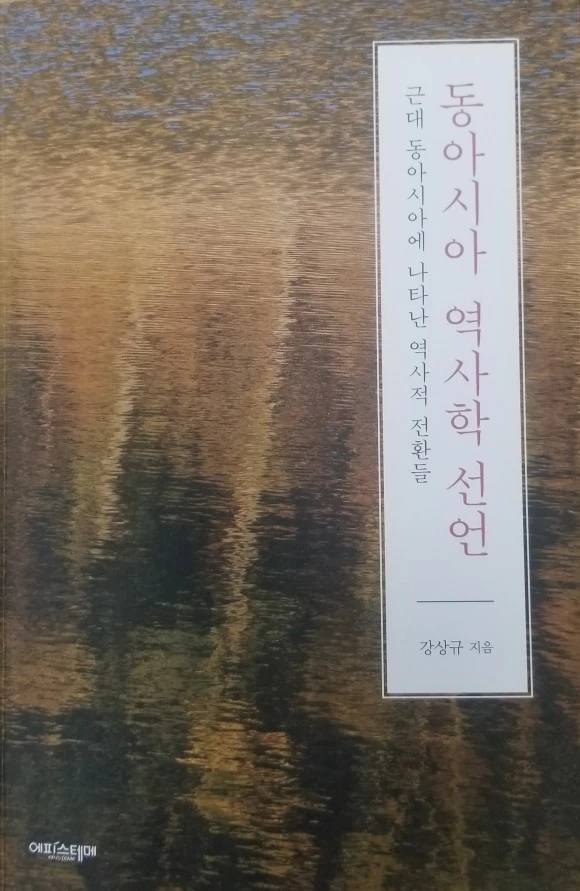 동아시아 역사학 선언
근대 동아시아에 나타난 역사적 전환들
강상규 지음
에피스테메